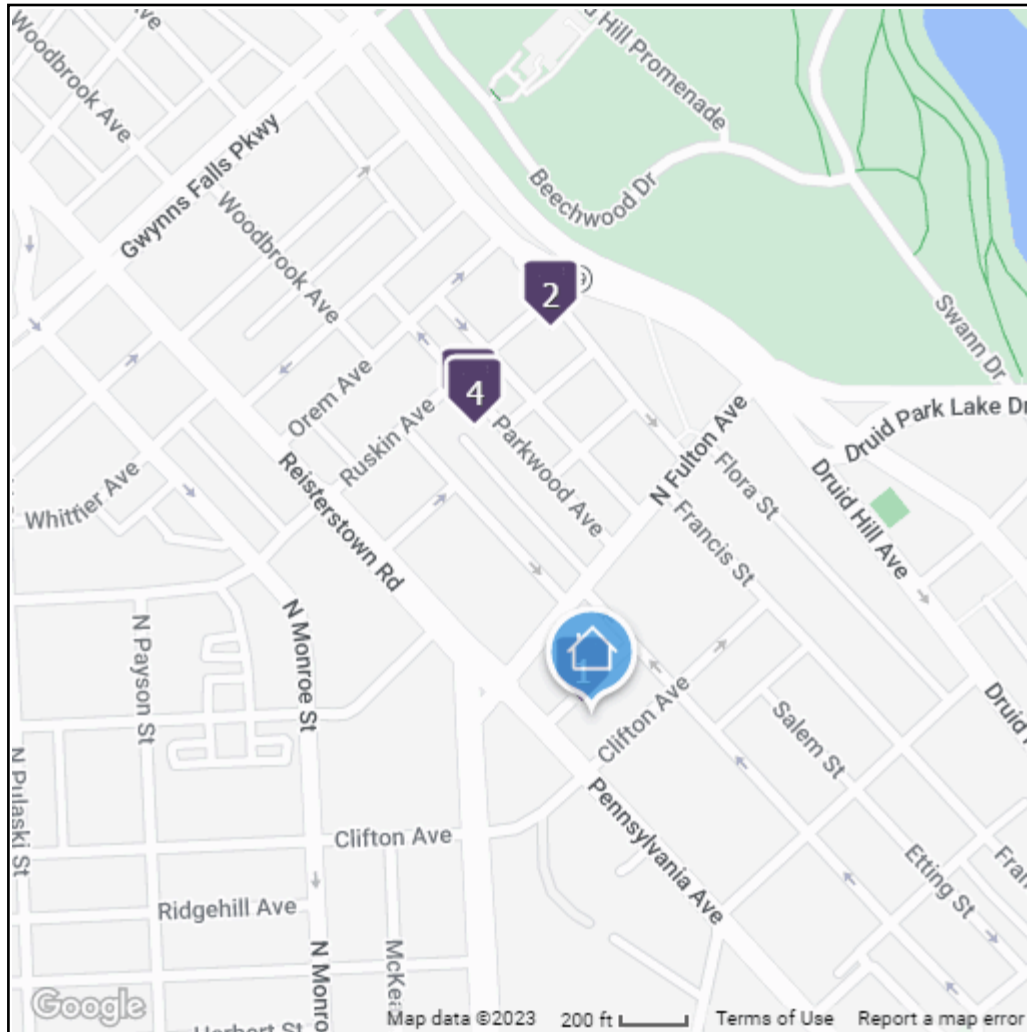 Woodbrook Ave
Ave
Hill Promenade
Gwynns Falls Pkwy
Beechwood Dr
Woodbrook Ave
Swann Dr
2
4
Orem Ave
Ruskin Ave
Parkwood Ave
N Fulton Ave
Druid Park Lake Dr
Whittier Ave
Reisterstown Rd
Flora St
Francis St
Druid Hill Ave
N Payson St
N Monroe St
1
Clifton Ave
Salem St
Druid
N Pulaski St
Clifton Ave
Pennsylvania Ave
Etting St
Ridgehill Ave
Google
Map data ©2023
200 ft
Terms of Use
Report a map error